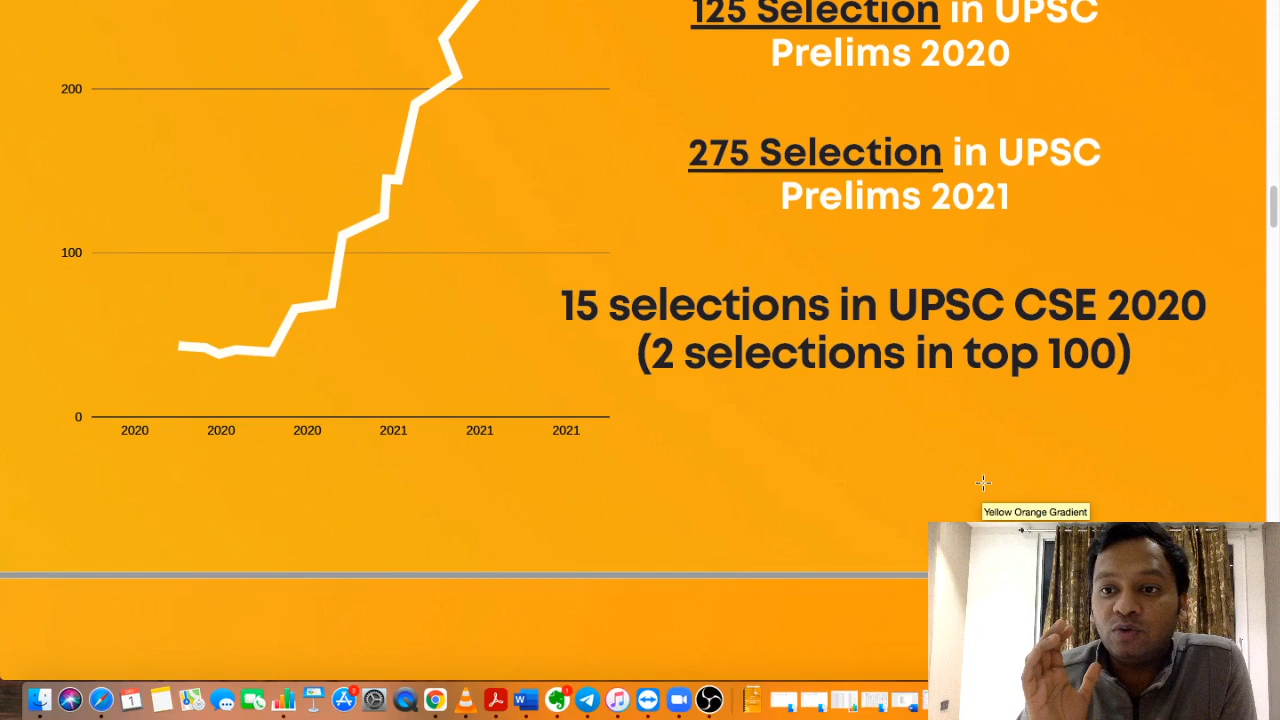 125 Selection in UPSC
Prelims 2020
200
275 Selection in UPSC
Prelims 2021
100
15 selections in UPSC CSE 2020
(2 selections in top 100)
0
2020 2020 2020 2021 2021 2021
Yellow Orange Gradient
1